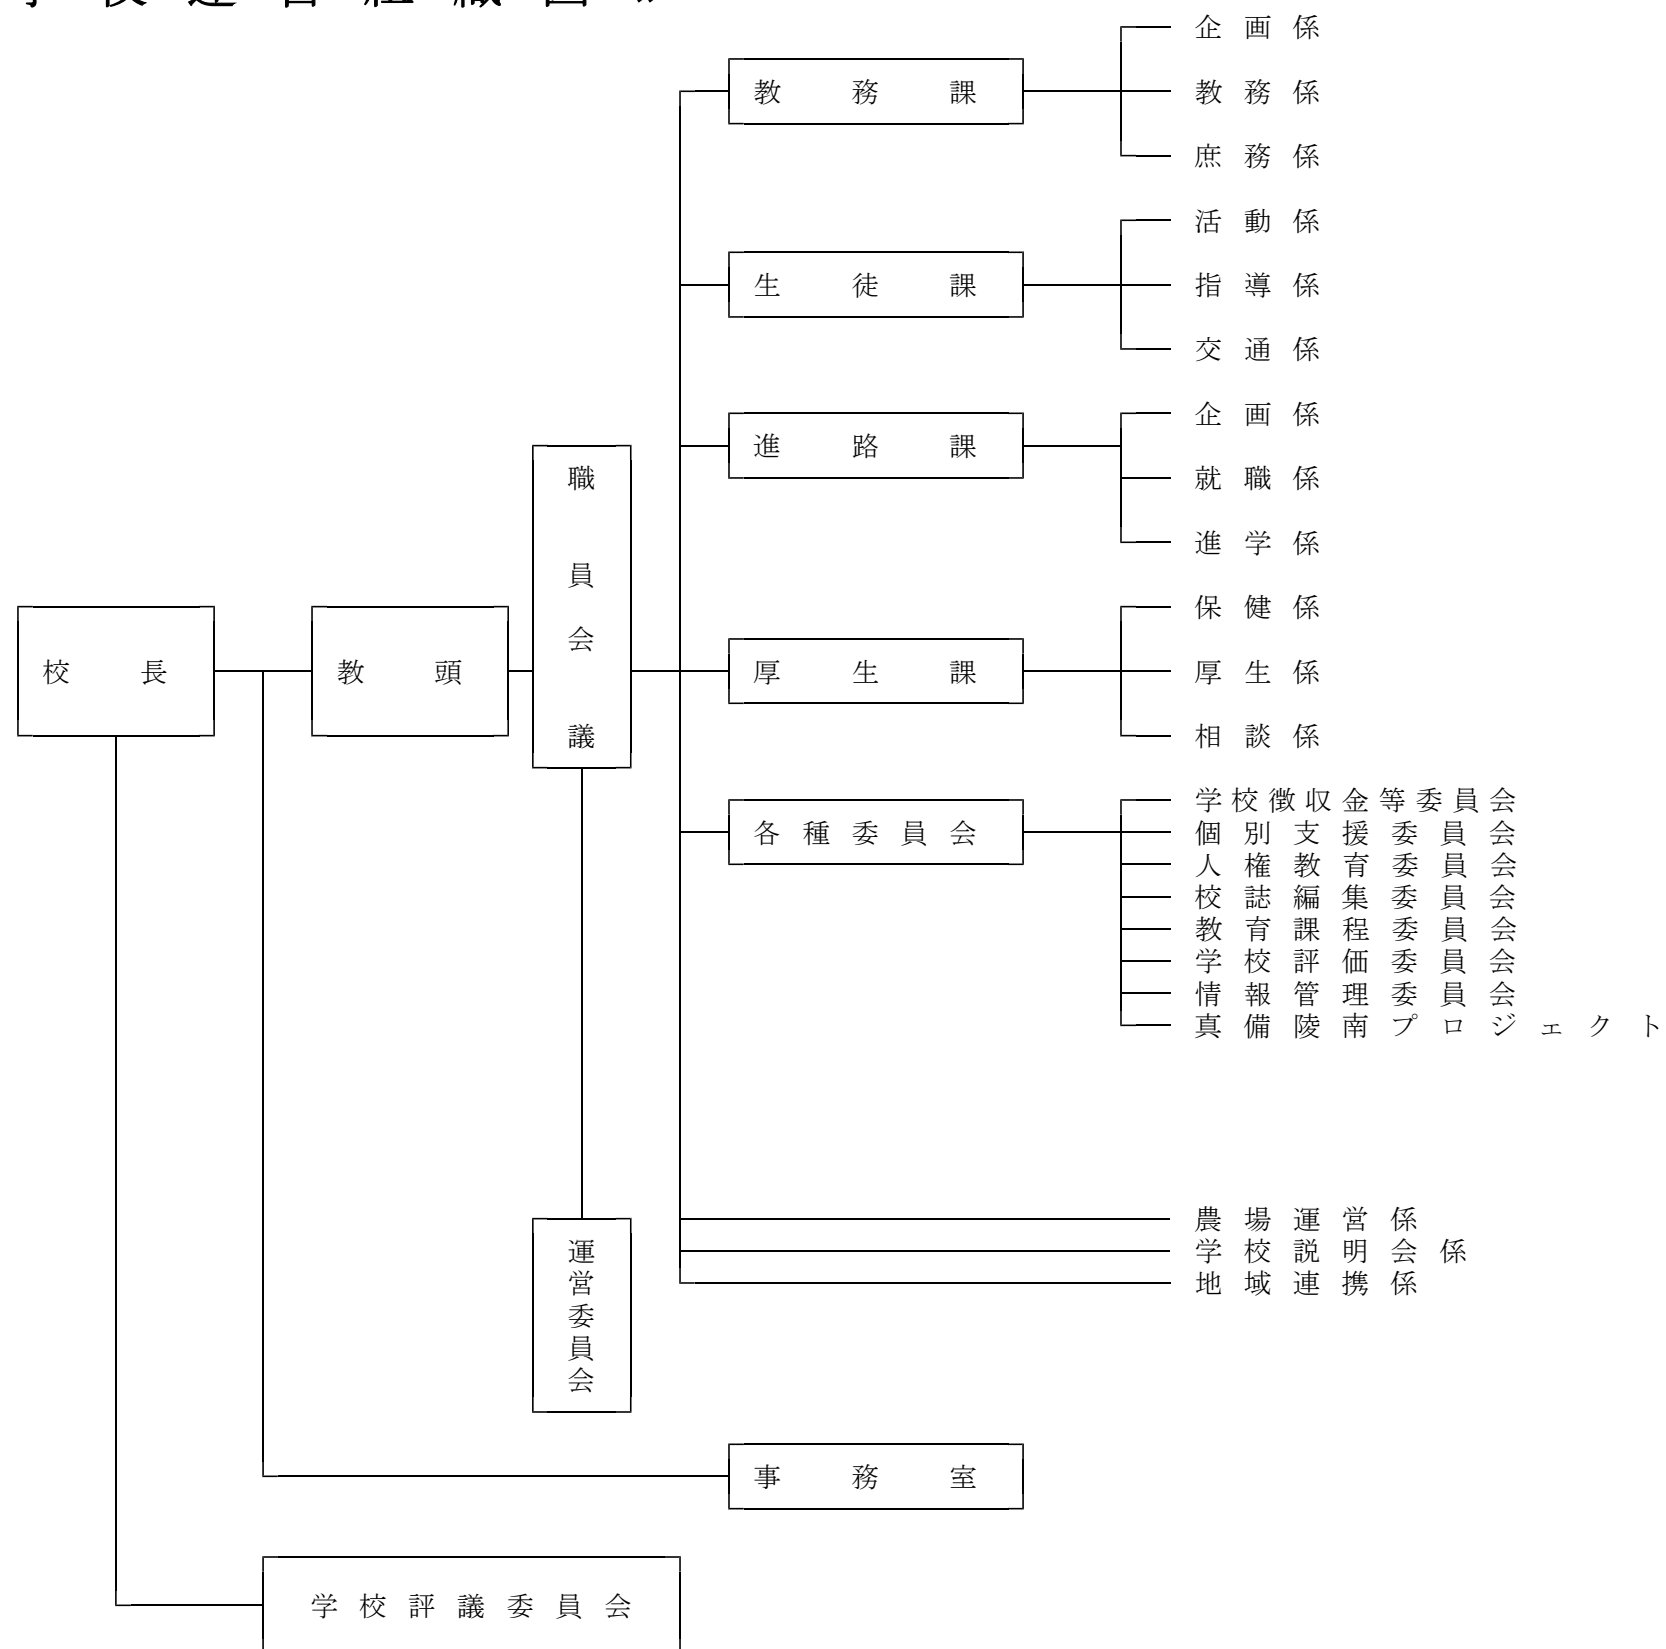 学校運営組織図》
企画係
教務課
教務係
庶務係
活動係
生徒課
指導係
交通係
企画係
進路課
就職係
進学係
職員会議
校長
教頭
保健係
厚生課
厚生係
相談係
各種委員会
学校徴収金等委員会
個別支援委員会
人権教育委員会
校誌編集委員会
教育課程委員会
学校評価委員会
情報管理委員会
真備陵南プロジェクト
農場運営係
学校説明会係
地域連携係
運営委員会
事務室
学校評議委員会